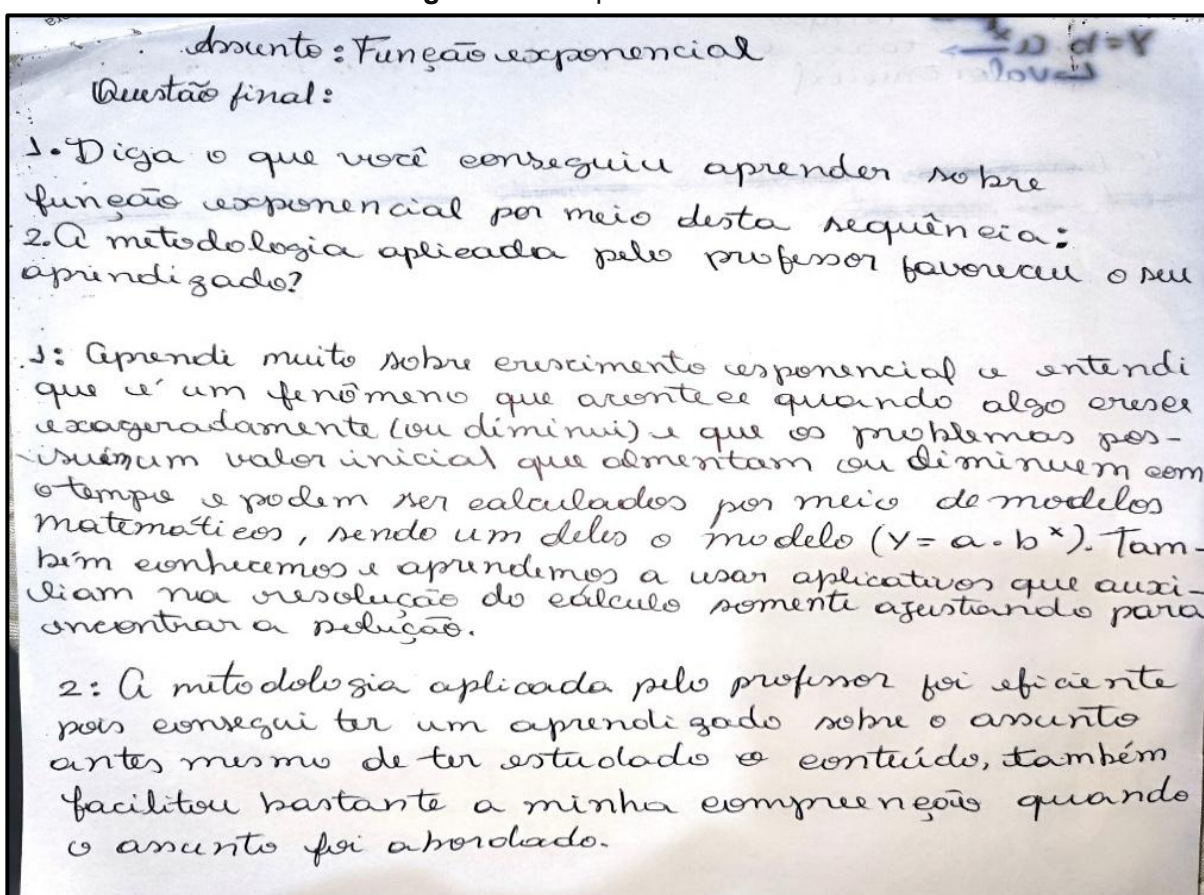 Assunto: Função exponencial
Questão final:
1. Diga o que você conseguiu aprender sobre
função exponencial por meio desta sequência:
2. A metodologia aplicada pelo professor favoreceu o seu
aprendizado?
1: Aprendi muito sobre crescimento exponencial e entendi
que é um fenômeno que acontece quando algo cresce
exageradamente (ou diminui) e que os problemas pos-
suem um valor inicial que almentam ou diminuem com
o tempo e podem ser calculados por meio de modelos
matemáticos, sendo um deles o modelo (y = a . b^x). Tam-
bém conhecemos e aprendemos a usar aplicativos que auxi-
liam na resolução do cálculo somente ajustando para
encontrar a solução.
2: A metodologia aplicada pelo professor foi eficiente
pois consegui ter um aprendizado sobre o assunto
antes mesmo de ter estudado o conteúdo, também
facilitou bastante a minha compreenção quando
o assunto foi abordado.